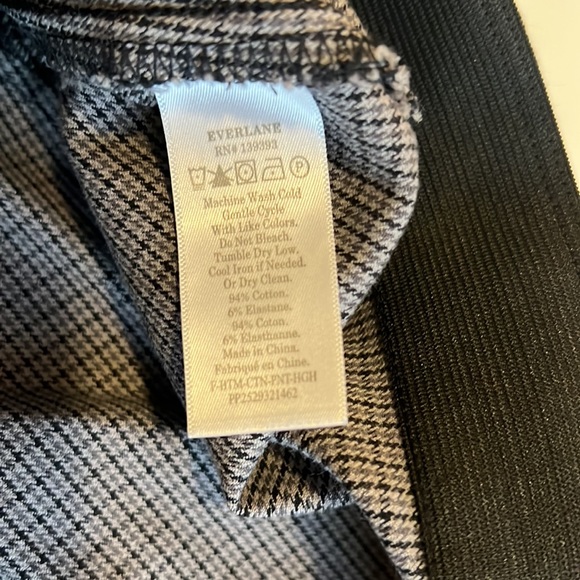 EVERLANE
RN# 139393
Machine Wash Cold
Gentle Cycle.
With Like Colors.
Do Not Bleach.
Tumble Dry Low.
Cool Iron if Needed.
Or Dry Clean.
94% Cotton.
6% Elastane.
94% Coton.
6% Elasthanne.
Made in China.
Fabriqué en Chine.
F-BTM-CTN-PNT-HGH
PP2529321462